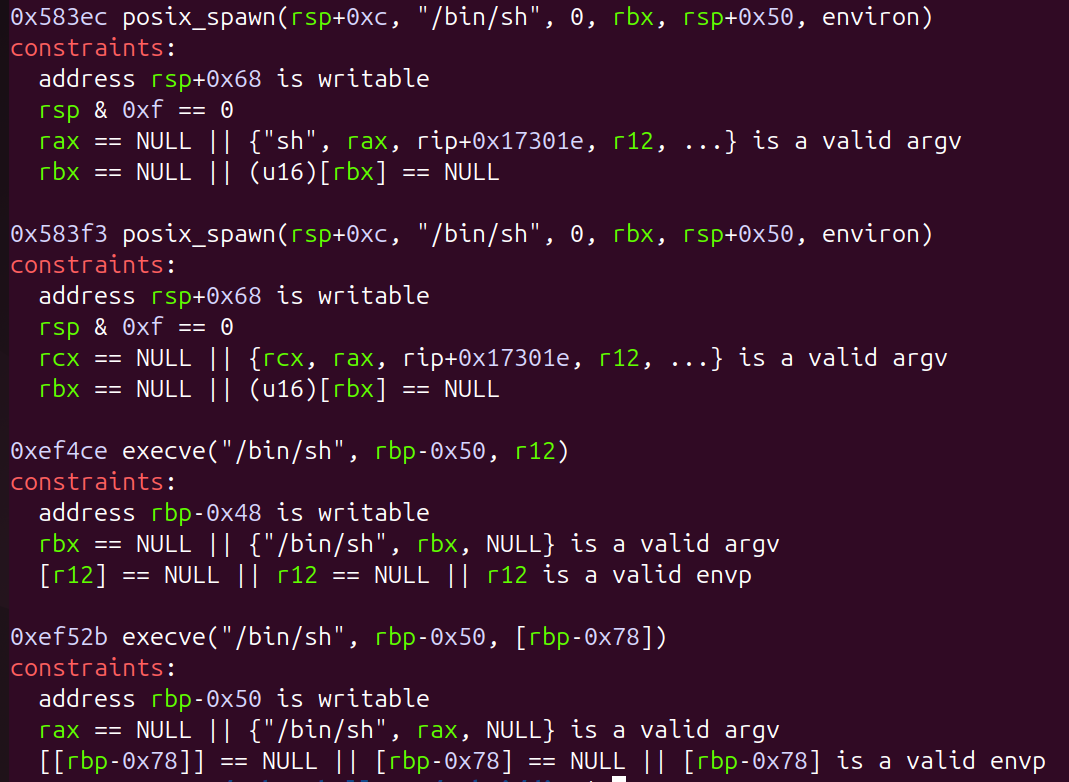 0x583ec posix_spawn(rsp+0xc, "/bin/sh", 0, rbx, rsp+0x50, environ)
constraints:
  address rsp+0x68 is writable
  rsp & 0xf == 0
  rax == NULL || {"sh", rax, rip+0x17301e, r12, ...} is a valid argv
  rbx == NULL || (u16)[rbx] == NULL

0x583f3 posix_spawn(rsp+0xc, "/bin/sh", 0, rbx, rsp+0x50, environ)
constraints:
  address rsp+0x68 is writable
  rsp & 0xf == 0
  rcx == NULL || {rcx, rax, rip+0x17301e, r12, ...} is a valid argv
  rbx == NULL || (u16)[rbx] == NULL

0xef4ce execve("/bin/sh", rbp-0x50, r12)
constraints:
  address rbp-0x48 is writable
  rbx == NULL || {"/bin/sh", rbx, NULL} is a valid argv
  [r12] == NULL || r12 == NULL || r12 is a valid envp

0xef52b execve("/bin/sh", rbp-0x50, [rbp-0x78])
constraints:
  address rbp-0x50 is writable
  rax == NULL || {"/bin/sh", rax, NULL} is a valid argv
  [[rbp-0x78]] == NULL || [rbp-0x78] == NULL || [rbp-0x78] is a valid envp